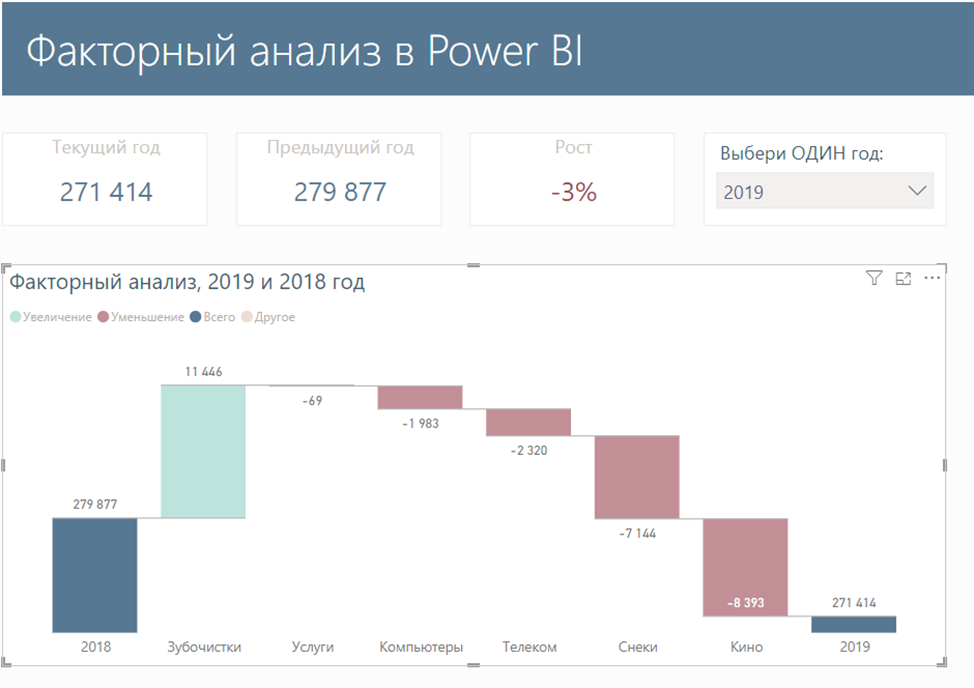 Факторный анализ в Power BI
Текущий год
271 414
Предыдущий год
279 877
Рост
-3%
Выбери ОДИН год:
2019
Факторный анализ, 2019 и 2018 год
Увеличение Уменьшение Всего Другое
11 446
-69
-1 983
-2 320
279 877
-7 144
-8 393
271 414
2018 Зубочистки Услуги Компьютеры Телеком Снеки Кино 2019